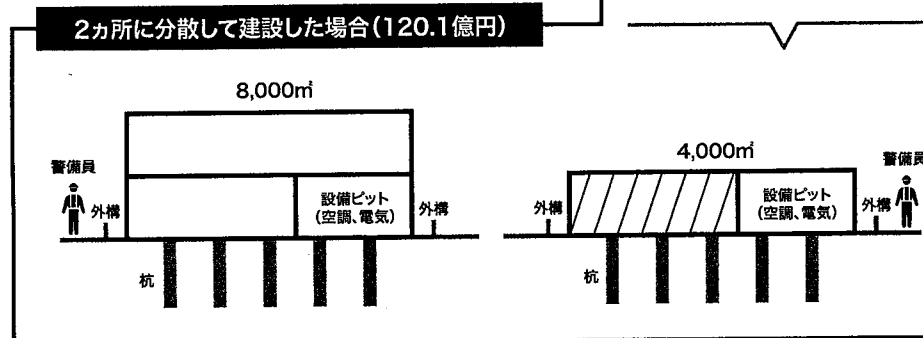 2ヵ所に分散して建設した場合(120.1億円)
8,000㎡
警備員
外構
設備ピット
(空調、電気)
外構
杭
4,000㎡
警備員
外構
設備ピット
(空調、電気)
外構
杭